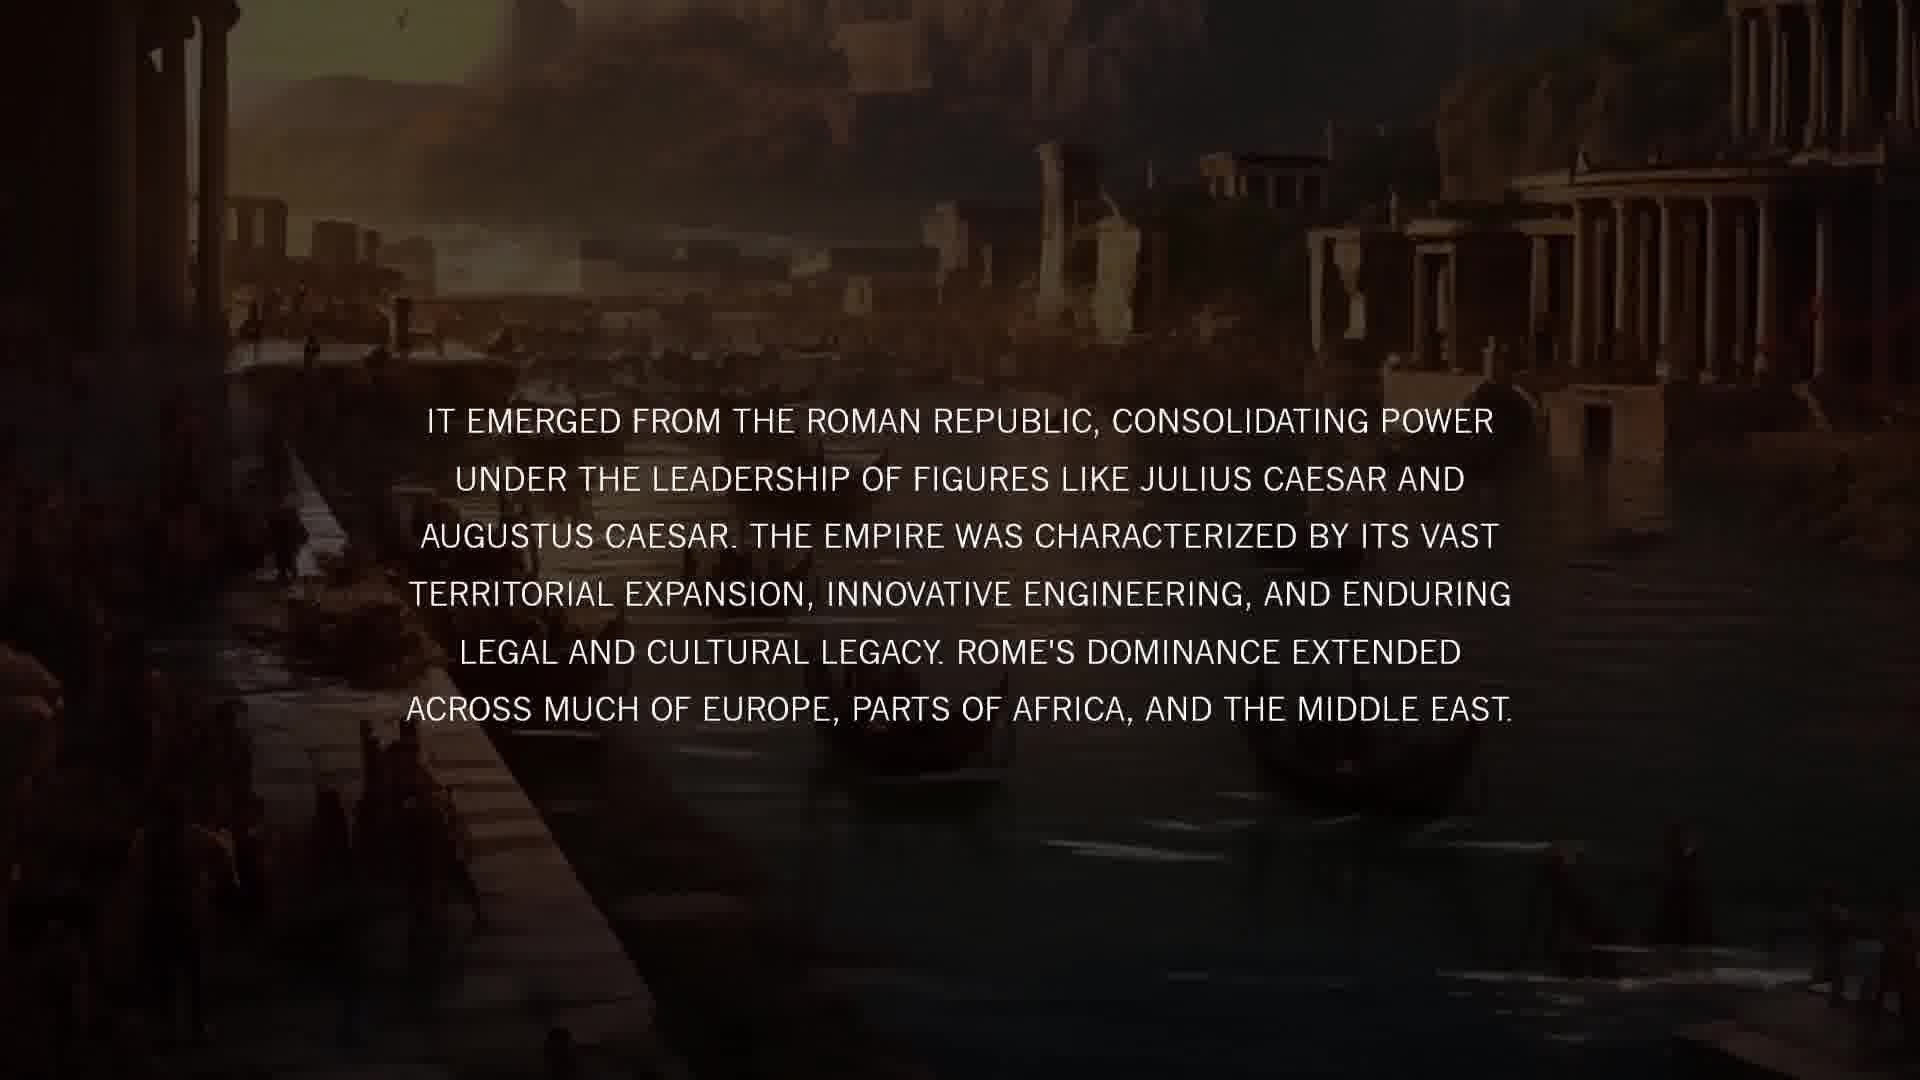 IT EMERGED FROM THE ROMAN REPUBLIC, CONSOLIDATING POWER
UNDER THE LEADERSHIP OF FIGURES LIKE JULIUS CAESAR AND
AUGUSTUS CAESAR. THE EMPIRE WAS CHARACTERIZED BY ITS VAST
TERRITORIAL EXPANSION, INNOVATIVE ENGINEERING, AND ENDURING
LEGAL AND CULTURAL LEGACY. ROME'S DOMINANCE EXTENDED
ACROSS MUCH OF EUROPE, PARTS OF AFRICA, AND THE MIDDLE EAST.